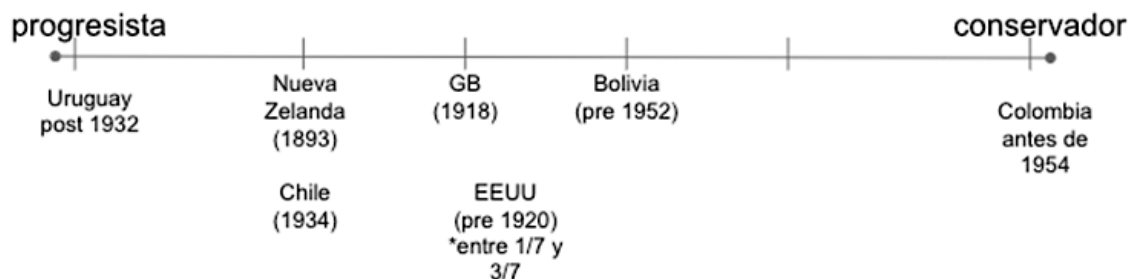 progresista
conservador
Uruguay
post 1932
Nueva
Zelanda
(1893)
GB
(1918)
Bolivia
(pre 1952)
Colombia
antes de
1954
Chile
(1934)
EEUU
(pre 1920)
*entre 1/7 y
3/7